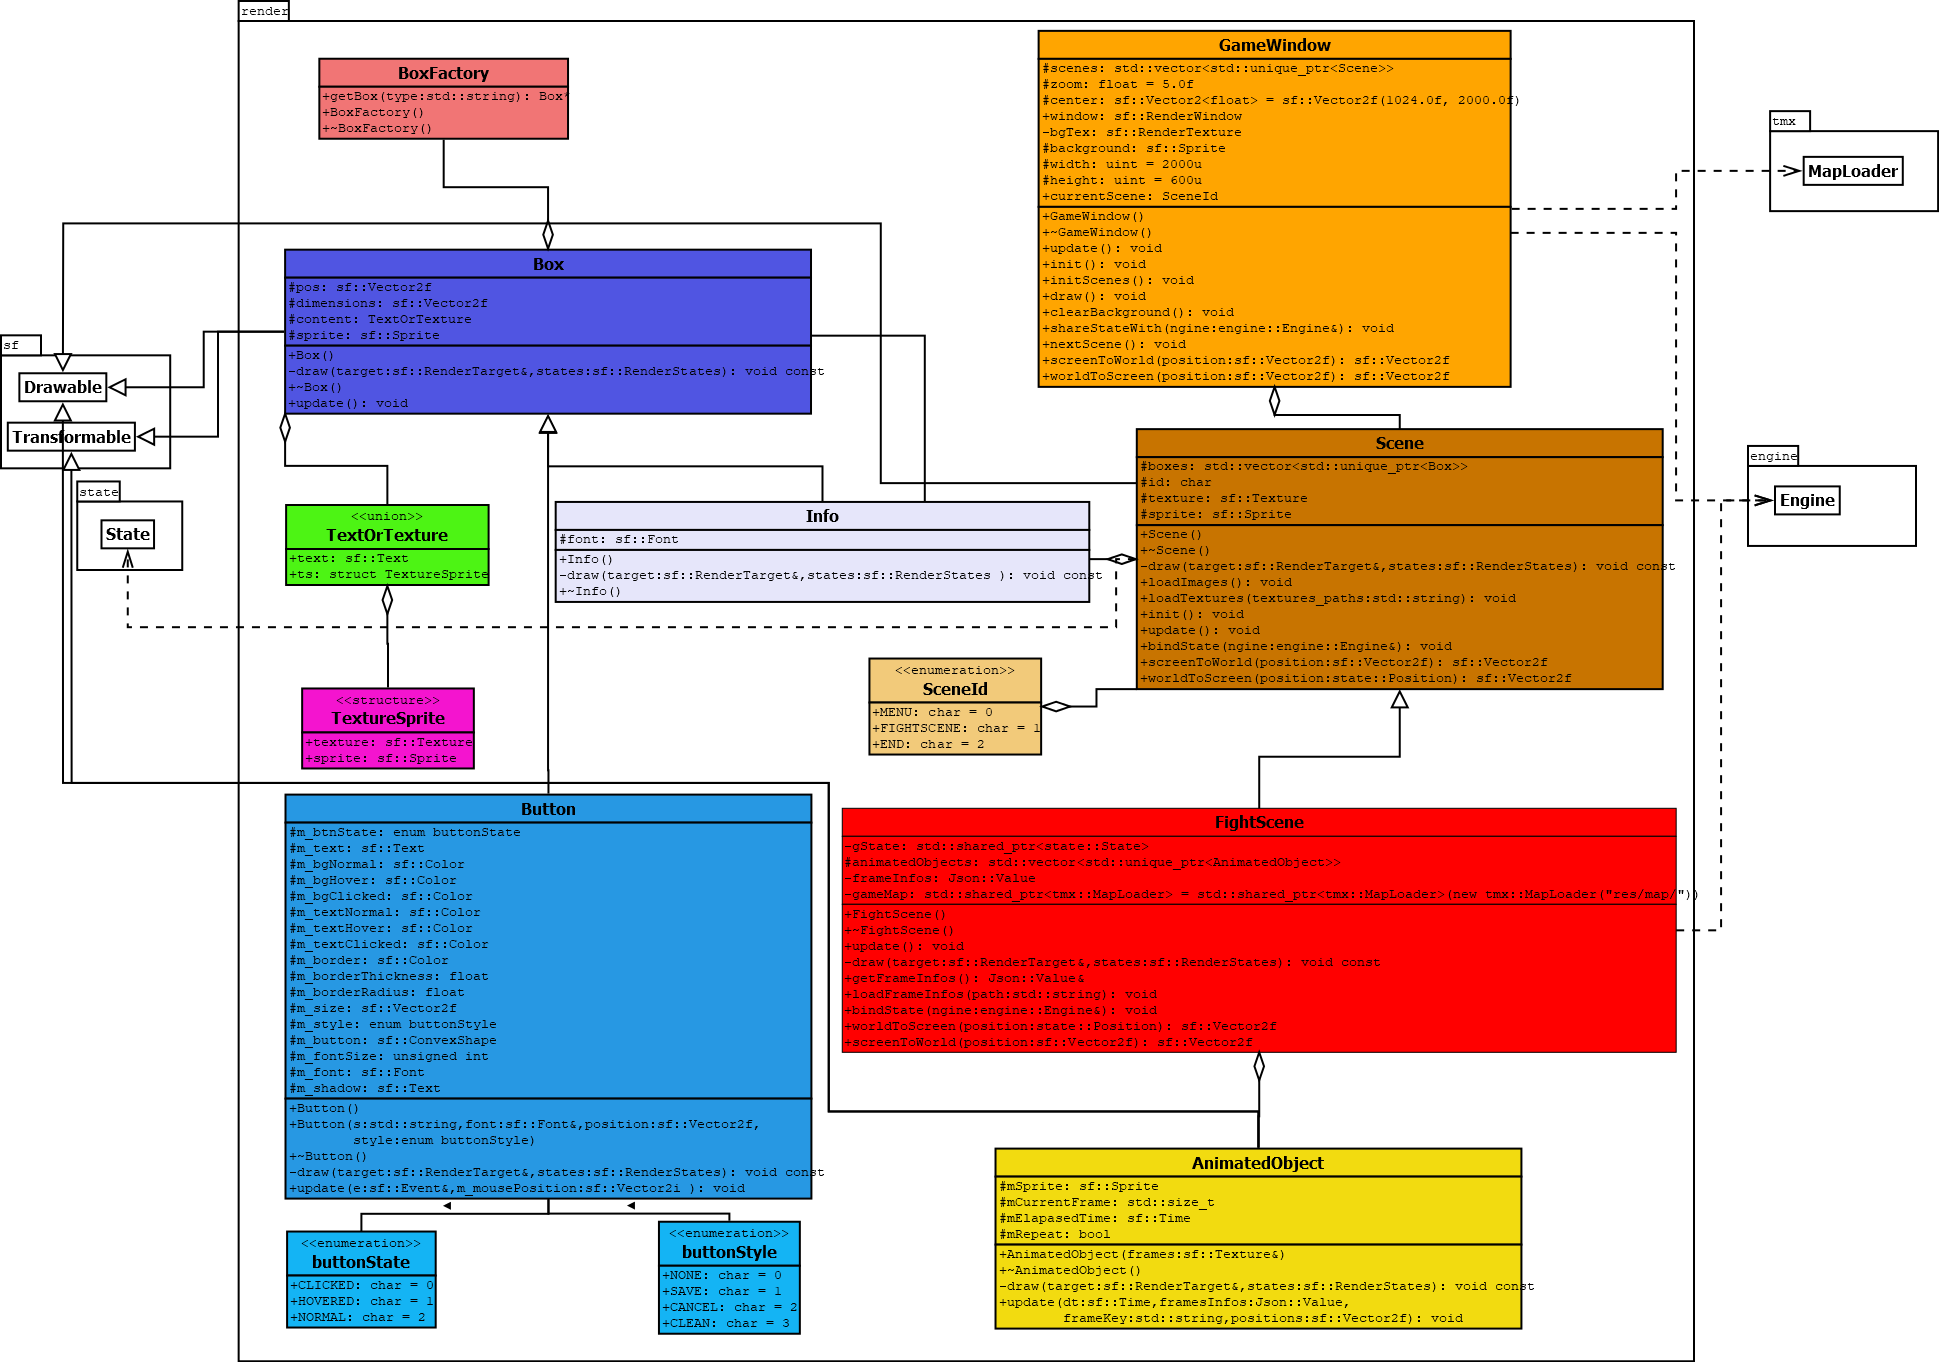 render
BoxFactory
+getBox(type:std::string): Box*
+BoxFactory()
+~BoxFactory()
GameWindow
#scenes: std::vector<std::unique_ptr<Scene>>
#zoom: float = 5.0f
#center: sf::Vector2<float> = sf::Vector2f(1024.0f, 2000.0f)
+window: sf::RenderWindow
-bgTex: sf::RenderTexture
#background: sf::Sprite
#width: uint = 2000u
#height: uint = 600u
+currentScene: SceneId
+GameWindow()
+~GameWindow()
+update(): void
+init(): void
+initScenes(): void
+draw(): void
+clearBackground(): void
+shareStateWith(ngine:engine::Engine&): void
+nextScene(): void
+screenToWorld(position:sf::Vector2f): sf::Vector2f
+worldToScreen(position:sf::Vector2f): sf::Vector2f
tmx
MapLoader
Box
#pos: sf::Vector2f
#dimensions: sf::Vector2f
#content: TextOrTexture
#sprite: sf::Sprite
+Box()
-draw(target:sf::RenderTarget&,states:sf::RenderStates): void const
+~Box()
+update(): void
sf
Drawable
Transformable
state
State
<<union>>
TextOrTexture
+text: sf::Text
+ts: struct TextureSprite
Info
#font: sf::Font
+Info()
-draw(target:sf::RenderTarget&,states:sf::RenderStates ): void const
+~Info()
Scene
#boxes: std::vector<std::unique_ptr<Box>>
#id: char
#texture: sf::Texture
#sprite: sf::Sprite
+Scene()
+~Scene()
-draw(target:sf::RenderTarget&,states:sf::RenderStates): void const
+loadImages(): void
+loadTextures(textures_paths:std::string): void
+init(): void
+update(): void
+bindState(ngine:engine::Engine&): void
+screenToWorld(position:sf::Vector2f): sf::Vector2f
+worldToScreen(position:state::Position): sf::Vector2f
engine
Engine
<<enumeration>>
SceneId
+MENU: char = 0
+FIGHTSCENE: char = 1
+END: char = 2
<<structure>>
TextureSprite
+texture: sf::Texture
+sprite: sf::Sprite
Button
#m_btnState: enum buttonState
#m_text: sf::Text
#m_bgNormal: sf::Color
#m_bgHover: sf::Color
#m_bgClicked: sf::Color
#m_textNormal: sf::Color
#m_textHover: sf::Color
#m_textClicked: sf::Color
#m_border: sf::Color
#m_borderThickness: float
#m_borderRadius: float
#m_size: sf::Vector2f
#m_style: enum buttonStyle
#m_button: sf::ConvexShape
#m_fontSize: unsigned int
#m_font: sf::Font
#m_shadow: sf::Text
+Button()
+Button(s:std::string,font:sf::Font&,position:sf::Vector2f,
style:enum buttonStyle)
+~Button()
-draw(target:sf::RenderTarget&,states:sf::RenderStates): void const
+update(e:sf::Event&,m_mousePosition:sf::Vector2i ): void
FightScene
-gState: std::shared_ptr<state::State>
#animatedObjects: std::vector<std::unique_ptr<AnimatedObject>>
-frameInfos: Json::Value
-gameMap: std::shared_ptr<tmx::MapLoader> = std::shared_ptr<tmx::MapLoader>(new tmx::MapLoader("res/map/"))
+FightScene()
+~FightScene()
+update(): void
-draw(target:sf::RenderTarget&,states:sf::RenderStates): void const
+getFrameInfos(): Json::Value&
+loadFrameInfos(path:std::string): void
+bindState(ngine:engine::Engine&): void
+worldToScreen(position:state::Position): sf::Vector2f
+screenToWorld(position:sf::Vector2f): sf::Vector2f
<<enumeration>>
buttonState
+CLICKED: char = 0
+HOVERED: char = 1
+NORMAL: char = 2
<<enumeration>>
buttonStyle
+NONE: char = 0
+SAVE: char = 1
+CANCEL: char = 2
+CLEAN: char = 3
AnimatedObject
#mSprite: sf::Sprite
#mCurrentFrame: std::size_t
#mElapasedTime: sf::Time
#mRepeat: bool
+AnimatedObject(frames:sf::Texture&)
+~AnimatedObject()
-draw(target:sf::RenderTarget&,states:sf::RenderStates): void const
+update(dt:sf::Time,framesInfos:Json::Value,
frameKey:std::string,positions:sf::Vector2f): void